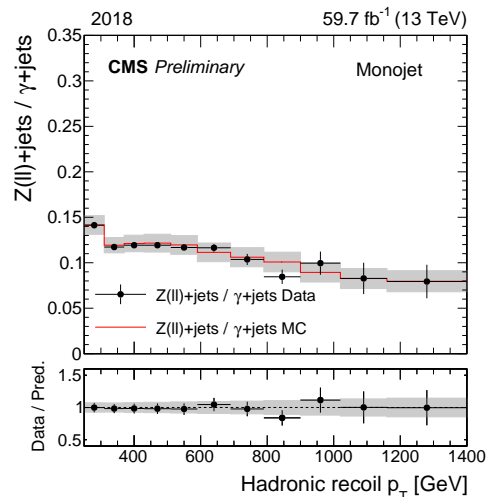 2018 59.7 fb⁻¹ (13 TeV)
CMS Preliminary Monojet
Z(ll)+jets / γ+jets
0.35
0.3
0.25
0.2
0.15
0.1
0.05
0
Z(ll)+jets / γ+jets Data
Z(ll)+jets / γ+jets MC
Data / Pred.
1.5
1
0.5
400 600 800 1000 1200 1400
Hadronic recoil p_T [GeV]